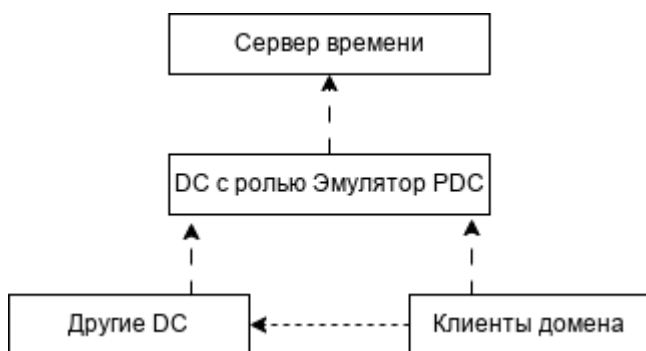 Сервер времени
DC с ролью Эмулятор PDC
Другие DC
Клиенты домена